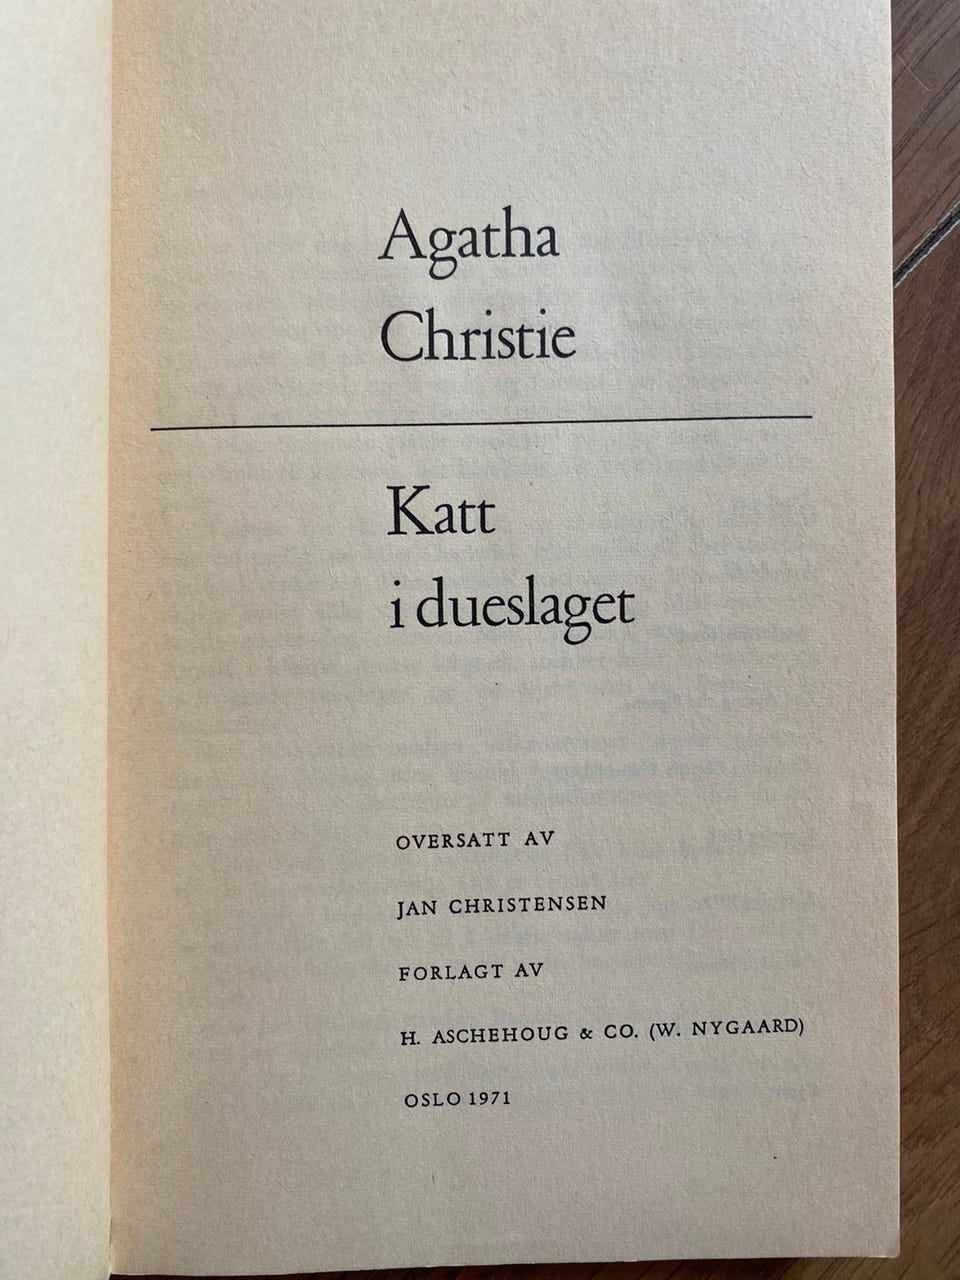 Agatha
Christie
Katt
i dueslaget
OVERSATT AV
JAN CHRISTENSEN
FORLAGT AV
H. ASCHEHOUG & CO. (W. NYGAARD)
OSLO 1971